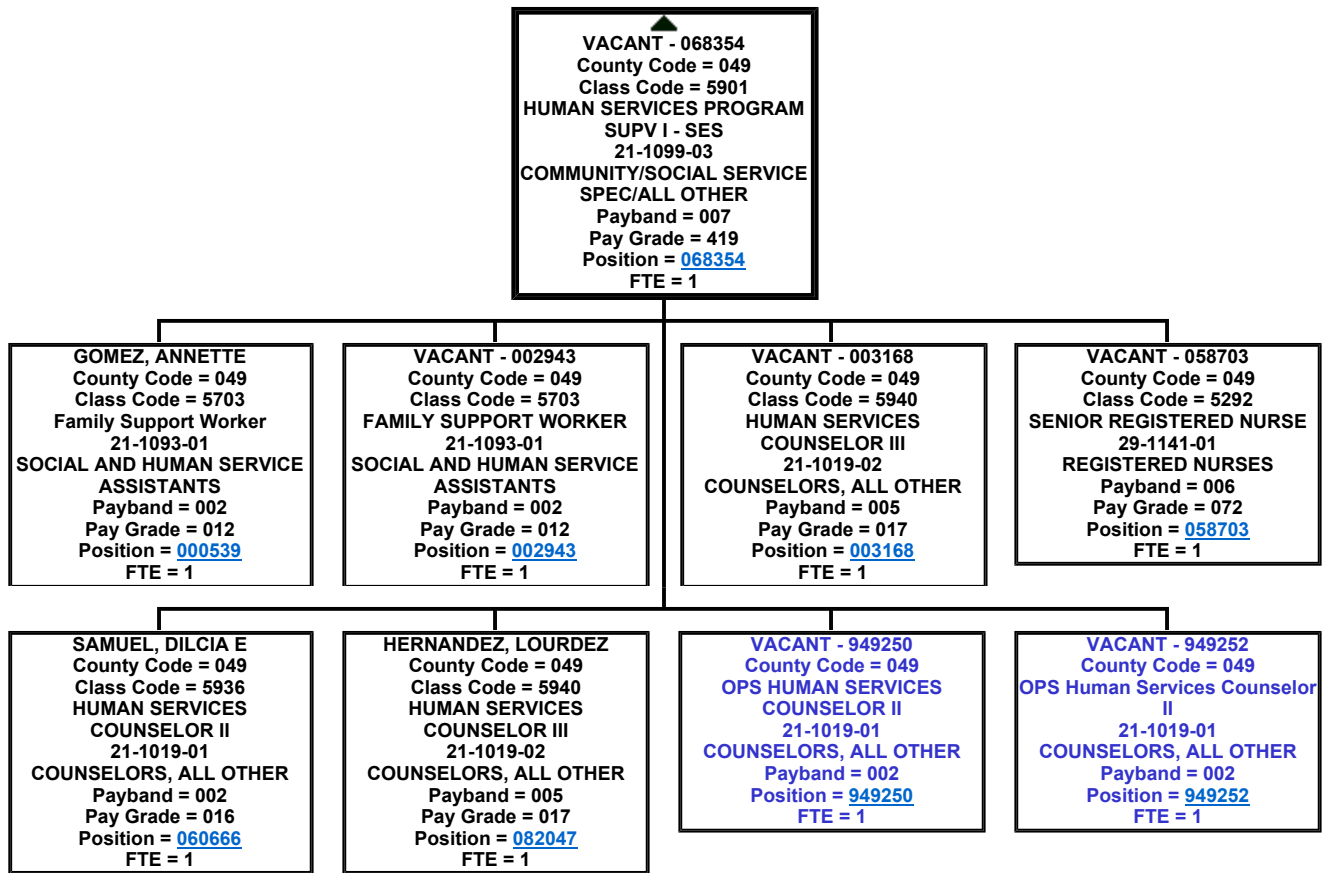 VACANT - 068354
County Code = 049
Class Code = 5901
HUMAN SERVICES PROGRAM
SUPV I - SES
21-1099-03
COMMUNITY/SOCIAL SERVICE
SPEC/ALL OTHER
Payband = 007
Pay Grade = 419
Position = 068354
FTE = 1
GOMEZ, ANNETTE
County Code = 049
Class Code = 5703
Family Support Worker
21-1093-01
SOCIAL AND HUMAN SERVICE
ASSISTANTS
Payband = 002
Pay Grade = 012
Position = 000539
FTE = 1
VACANT - 002943
County Code = 049
Class Code = 5703
FAMILY SUPPORT WORKER
21-1093-01
SOCIAL AND HUMAN SERVICE
ASSISTANTS
Payband = 002
Pay Grade = 012
Position = 002943
FTE = 1
VACANT - 003168
County Code = 049
Class Code = 5940
HUMAN SERVICES
COUNSELOR III
21-1019-02
COUNSELORS, ALL OTHER
Payband = 005
Pay Grade = 017
Position = 003168
FTE = 1
VACANT - 058703
County Code = 049
Class Code = 5292
SENIOR REGISTERED NURSE
29-1141-01
REGISTERED NURSES
Payband = 006
Pay Grade = 072
Position = 058703
FTE = 1
SAMUEL, DILCIA E
County Code = 049
Class Code = 5936
HUMAN SERVICES
COUNSELOR II
21-1019-01
COUNSELORS, ALL OTHER
Payband = 002
Pay Grade = 016
Position = 060666
FTE = 1
HERNANDEZ, LOURDEZ
County Code = 049
Class Code = 5940
HUMAN SERVICES
COUNSELOR III
21-1019-02
COUNSELORS, ALL OTHER
Payband = 005
Pay Grade = 017
Position = 082047
FTE = 1
VACANT - 949250
County Code = 049
OPS HUMAN SERVICES
COUNSELOR II
21-1019-01
COUNSELORS, ALL OTHER
Payband = 002
Position = 949250
FTE = 1
VACANT - 949252
County Code = 049
OPS Human Services Counselor
II
21-1019-01
COUNSELORS, ALL OTHER
Payband = 002
Position = 949252
FTE = 1